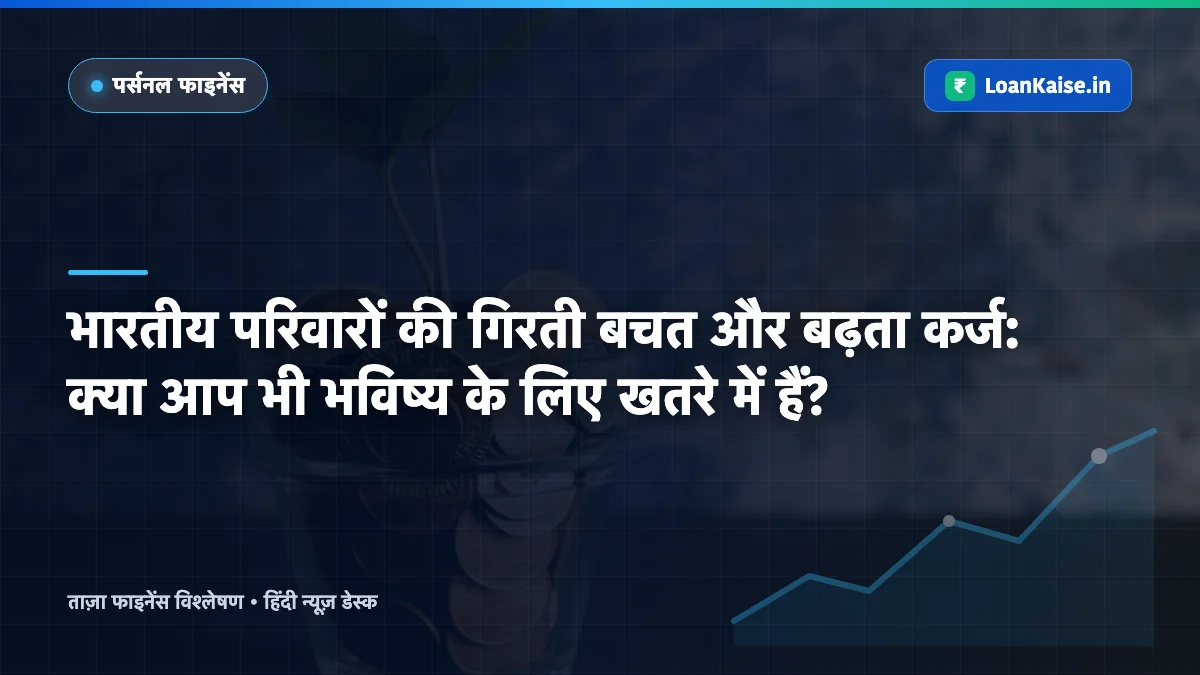 पर्सनल फाइनेंस
₹ LoanKaise.in
भारतीय परिवारों की गिरती बचत और बढ़ता कर्ज:
क्या आप भी भविष्य के लिए खतरे में हैं?
ताज़ा फाइनेंस विश्लेषण • हिंदी न्यूज़ डेस्क